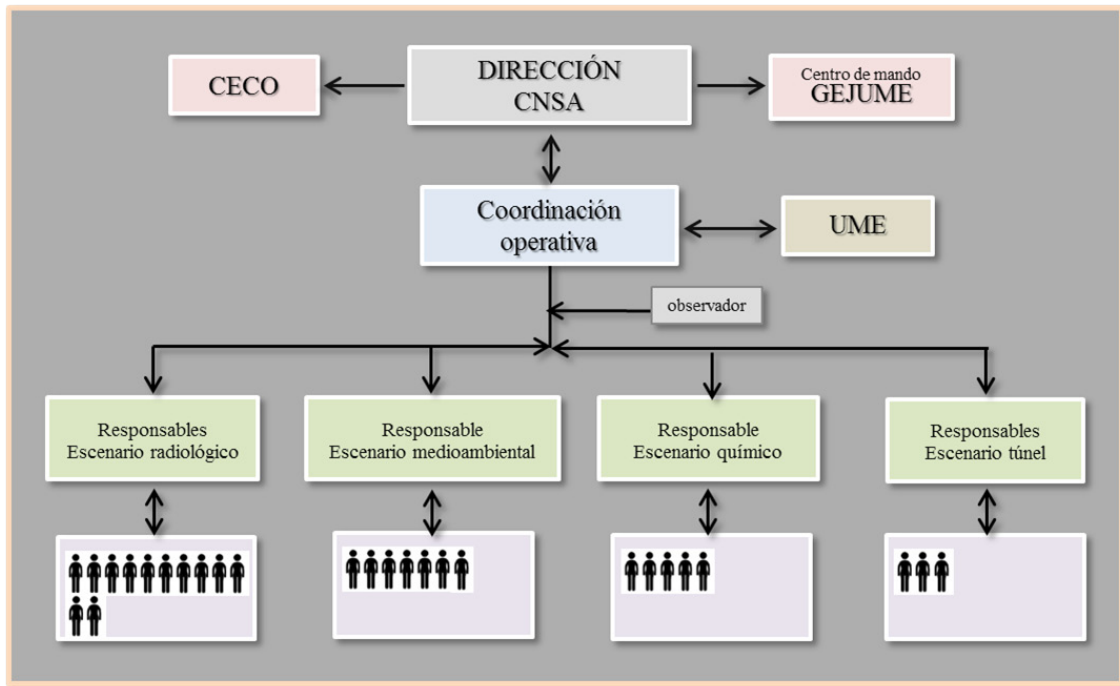 CECO
DIRECCIÓN
CNSA
Centro de mando
GEJUME
Coordinación
operativa
UME
observador
Responsables
Escenario radiológico
Responsable
Escenario medioambiental
Responsable
Escenario químico
Responsables
Escenario túnel